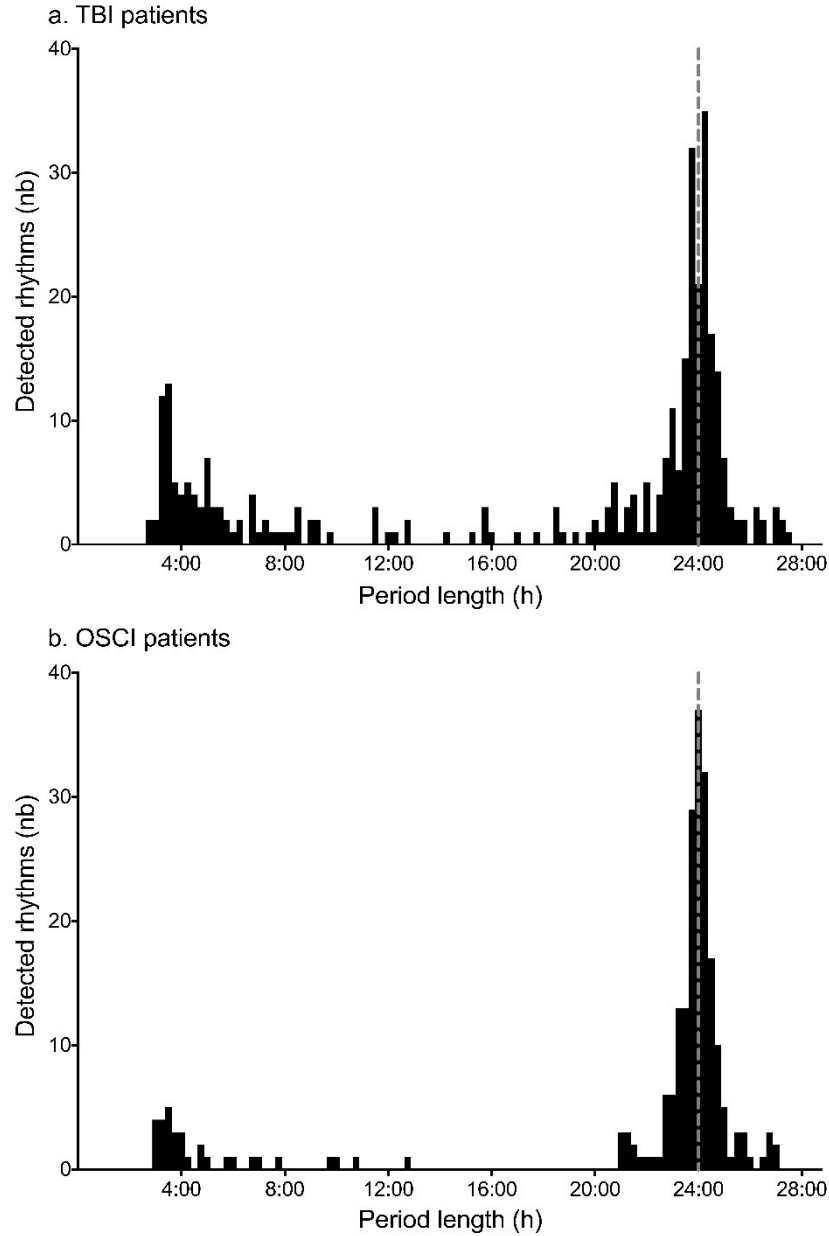 a. TBI patients
40
30
20
10
0
Detected rhythms (nb)
4:00 8:00 12:00 16:00 20:00 24:00 28:00
Period length (h)
b. OSCI patients
40
30
20
10
0
Detected rhythms (nb)
4:00 8:00 12:00 16:00 20:00 24:00 28:00
Period length (h)